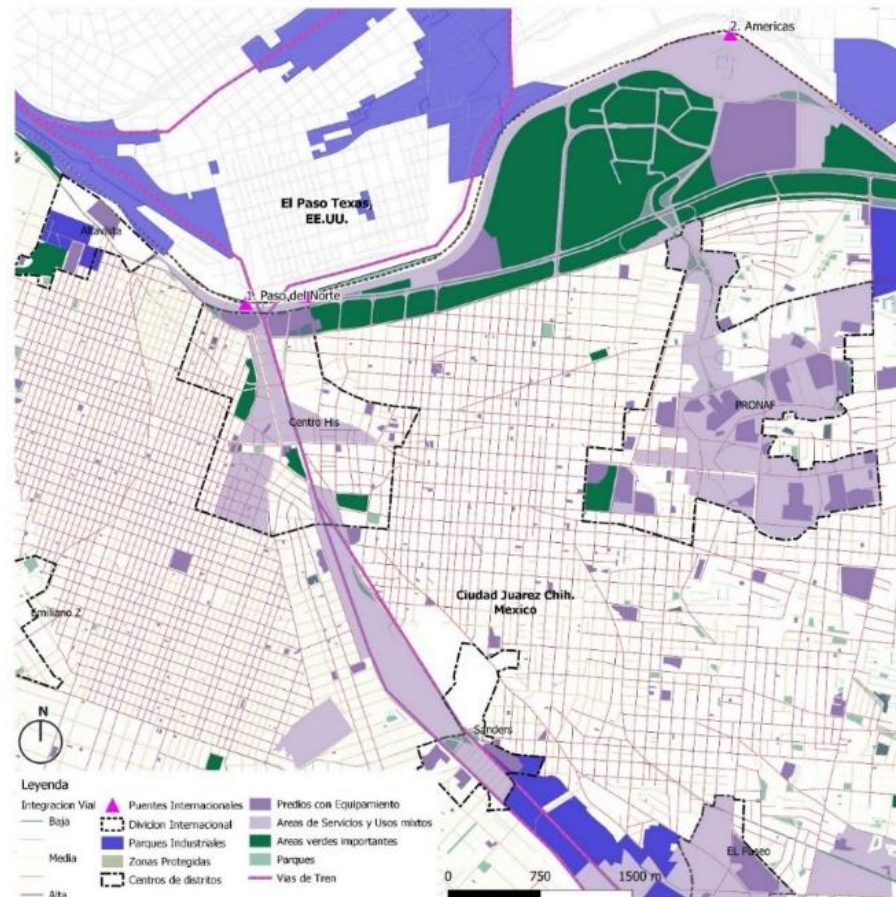 2. Americas
El Paso Texas,
EE.UU.
Altavista
1. Paso del Norte
PRONAF
Centro His
Ciudad Juarez Chih.
Mexico
Emiliano Z
N
Sanders
EL Paseo
Leyenda
Integracion Vial
Baja
Media
Alta
Puentes Internacionales
Divicion Internacional
Parques Industriales
Zonas Protegidas
Centros de distritos
Predios con Equipamiento
Areas de Servicios y Usos mixtos
Areas verdes importantes
Parques
Vias de Tren
0 750 1500 m